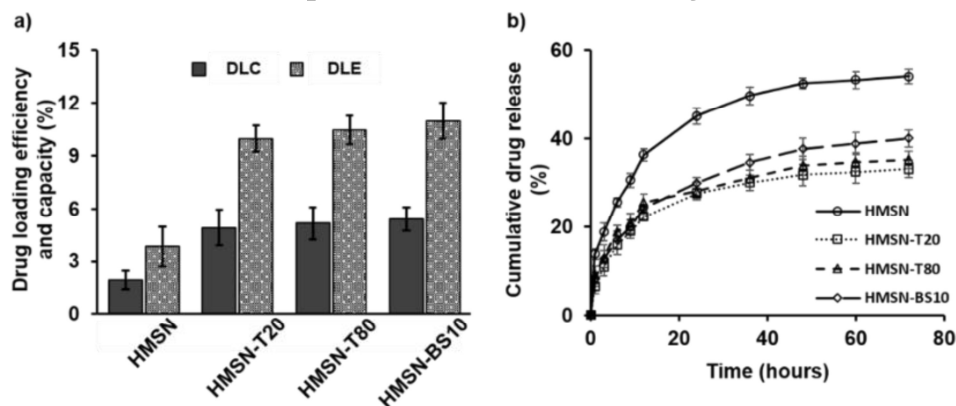 a)
Drug loading efficiency
and capacity (%)
15
12
9
6
3
0
DLC DLE
HMSN
HMSN-T20
HMSN-T80
HMSN-BS10
b)
Cumulative drug release
(%)
60
40
20
0
HMSN
HMSN-T20
HMSN-T80
HMSN-BS10
0 20 40 60 80
Time (hours)